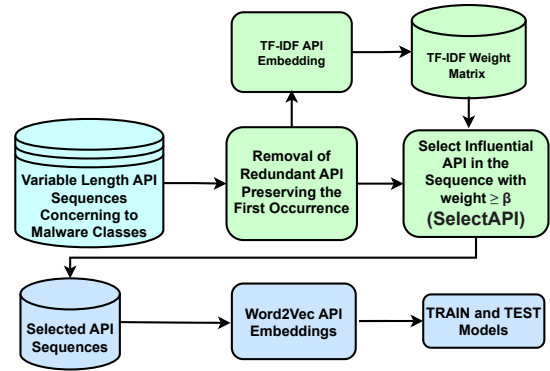 TF-IDF API
Embedding
TF-IDF Weight
Matrix
Variable Length API
Sequences
Concerning to
Malware Classes
Removal of
Redundant API
Preserving the
First Occurrence
Select Influential
API in the
Sequence with
weight ≥ β
(SelectAPI)
Selected API
Sequences
Word2Vec API
Embeddings
TRAIN and TEST
Models